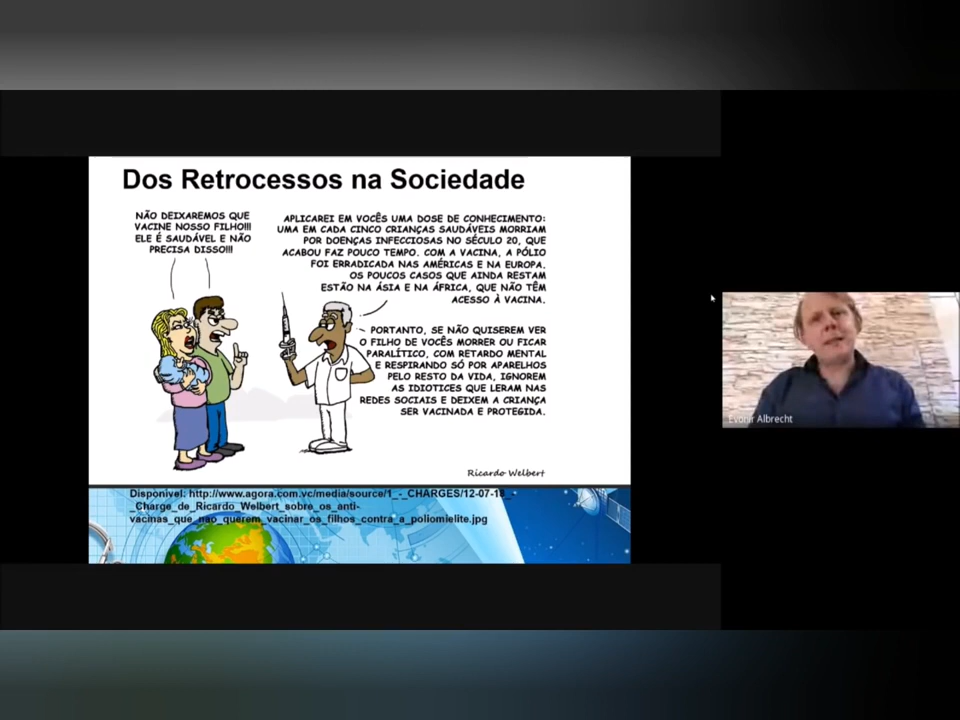 Dos Retrocessos na Sociedade
NÃO DEIXAREMOS QUE
VACINE NOSSO FILHO!!!
ELE É SAUDÁVEL E NÃO
PRECISA DISSO!!!
APLICAREI EM VOCÊS UMA DOSE DE CONHECIMENTO:
UMA EM CADA CINCO CRIANÇAS SAUDÁVEIS MORRIAM
POR DOENÇAS INFECCIOSAS NO SÉCULO 20, QUE
ACABOU FAZ POUCO TEMPO. COM A VACINA, A PÓLIO
FOI ERRADICADA NAS AMÉRICAS E NA EUROPA.
OS POUCOS CASOS QUE AINDA RESTAM
ESTÃO NA ÁSIA E NA ÁFRICA, QUE NÃO TÊM
ACESSO À VACINA.
PORTANTO, SE NÃO QUISEREM VER
O FILHO DE VOCÊS MORRER OU FICAR
PARALÍTICO, COM RETARDO MENTAL
E RESPIRANDO SÓ POR APARELHOS
PELO RESTO DA VIDA, IGNOREM
AS IDIOTICES QUE LERAM NAS
REDES SOCIAIS E DEIXEM A CRIANÇA
SER VACINADA E PROTEGIDA.
Ricardo Welbert
Disponível: http://www.agora.com.vc/media/source/1_-_CHARGES/12-07-18_-
_Charge_de_Ricardo_Welbert_sobre_os_anti-
vacinas_que_nao_querem_vacinar_os_filhos_contra_a_poliomielite.jpg
Evonir Albrecht